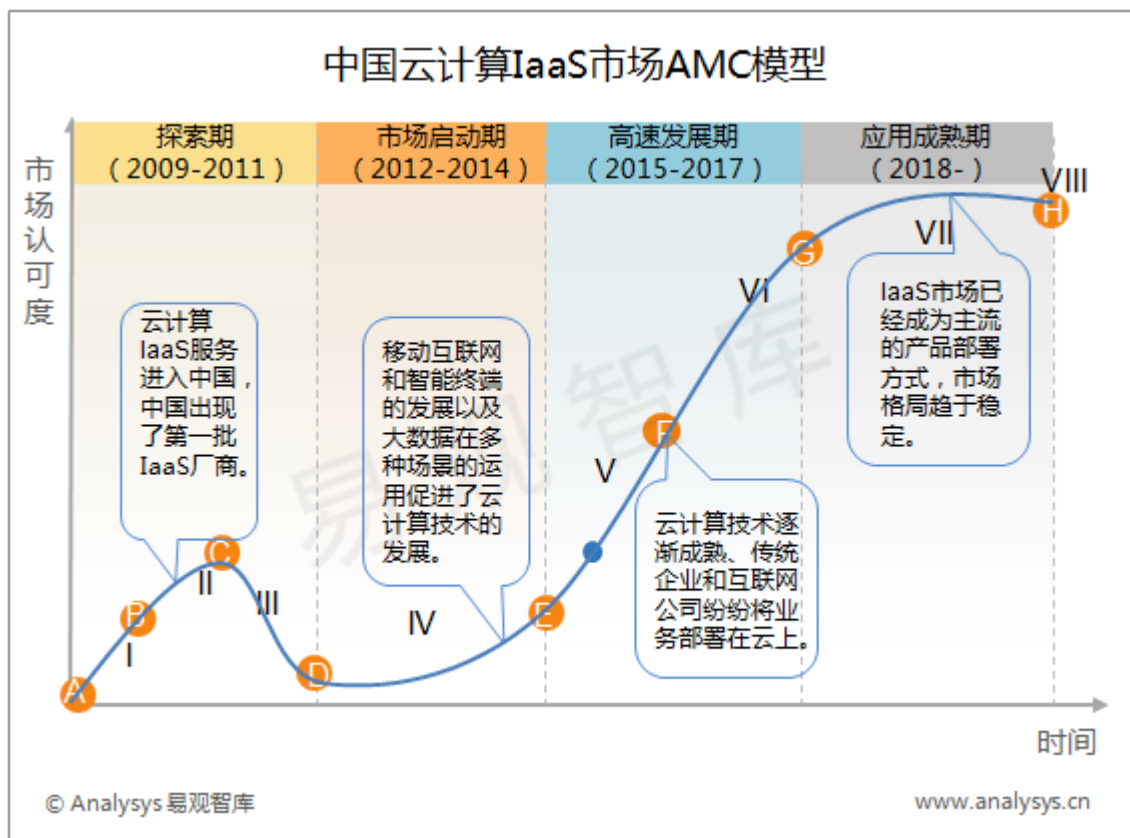 中国云计算IaaS市场AMC模型
探索期
（2009-2011）
市场启动期
（2012-2014）
高速发展期
（2015-2017）
应用成熟期
（2018-）
市
场
认
可
度
云计算
IaaS服务
进入中国，
中国出现
了第一批
IaaS厂商。
移动互联网
和智能终端
的发展以及
大数据在多
种场景的运
用促进了云
计算技术的
发展。
云计算技术逐
渐成熟、传统
企业和互联网
公司纷纷将业
务部署在云上。
IaaS市场已
经成为主流
的产品部署
方式，市场
格局趋于稳
定。
A
I
B
II
C
III
D
IV
E
V
F
VI
G
VII
VIII
H
易观智库
时间
© Analysys 易观智库
www.analysys.cn